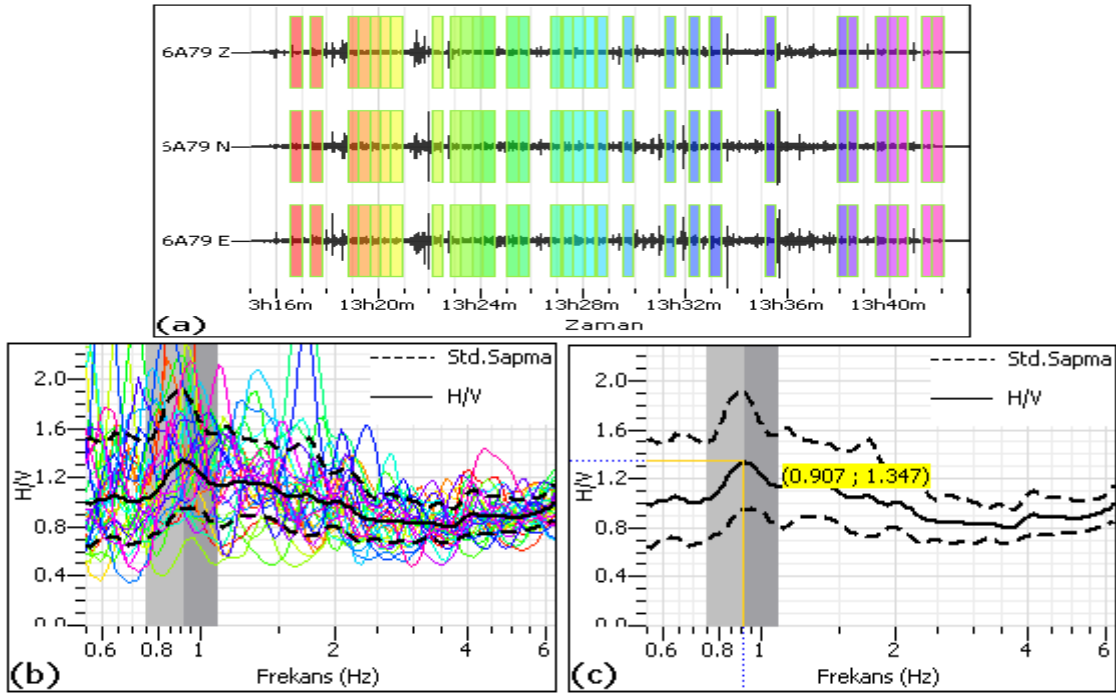 6A79 Z
6A79 N
6A79 E
3h16m 13h20m 13h24m 13h28m 13h32m 13h36m 13h40m
Zaman
(a)
Std.Sapma
H/V
2.0
1.6
1.2
0.8
0.4
0.0
H/V
0.6 0.8 1 2 4 6
Frekans (Hz)
(b)
Std.Sapma
H/V
2.0
1.6
1.2
0.8
0.4
0.0
H/V
(0.907 ; 1.347)
0.6 0.8 1 2 4 6
Frekans (Hz)
(c)